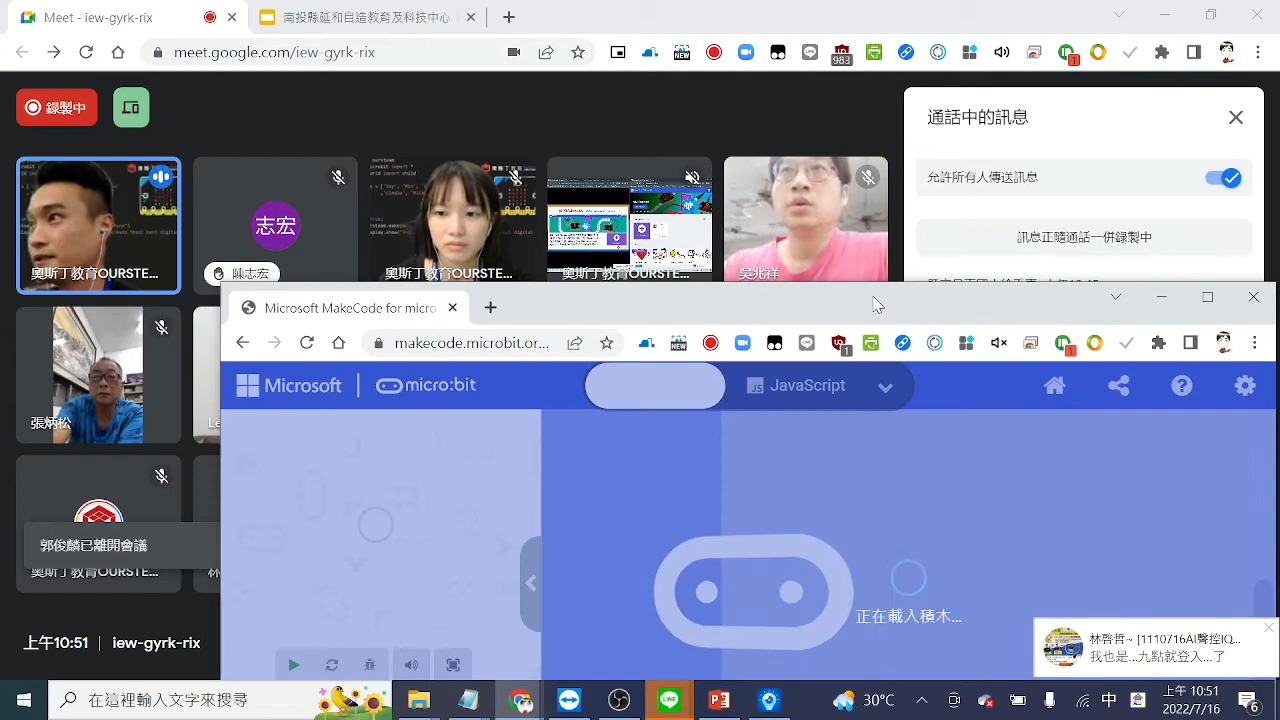 Meet - iew-gyrk-rix
南投縣延和自造教育及科技中心
meet.google.com/iew-gyrk-rix
983
1
錄製中
通話中的訊息
允許所有人傳送訊息
訊息正隨通話一併錄製中
奧斯丁教育OURSTE...
志宏
陳志宏
奧斯丁教育OURSTE...
奧斯丁教育OURSTE...
吳兆祥
Microsoft MakeCode for micro
makecode.microbit.or...
1
1
Microsoft
micro:bit
JS JavaScript
張炳松
Le
郭俊麟已離開會議
奧斯丁教育OURSTE...
林
正在載入積木...
上午10:51
iew-gyrk-rix
林啓哲~ [1110716AI聲控IQ...
我也是...九點就登入...了
在這裡輸入文字來搜尋
30°C
中
上午 10:51
2022/7/16
6